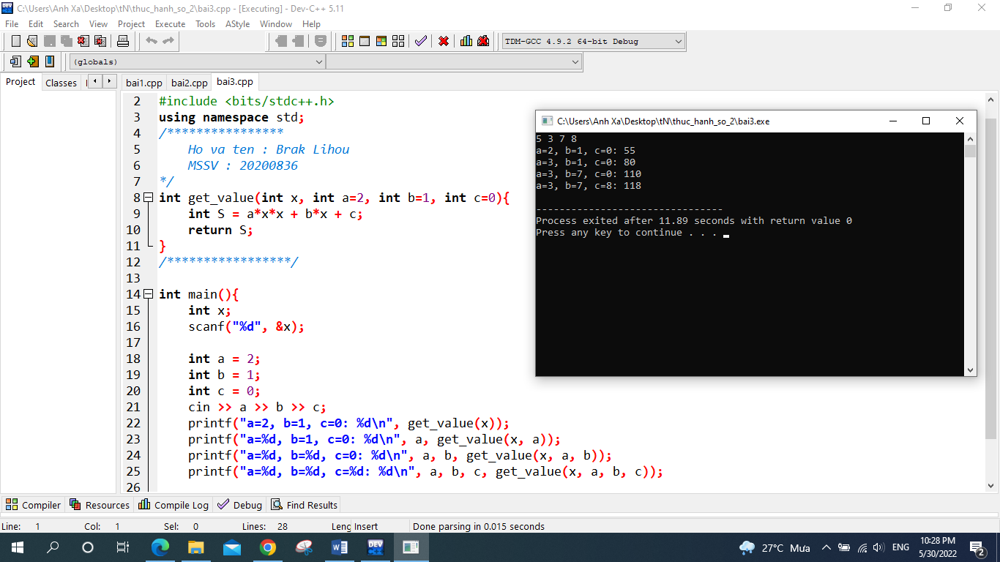 C:\Users\Anh Xa\Desktop\tN\thuc_hanh_so_2\bai3.cpp - [Executing] - Dev-C++ 5.11
File Edit Search View Project Execute Tools AStyle Window Help
TDM-GCC 4.9.2 64-bit Debug
(globals)
Project Classes
bai1.cpp bai2.cpp bai3.cpp
2 #include <bits/stdc++.h>
3 using namespace std;
4 /****************
5 Ho va ten : Brak Lihou
6 MSSV : 20200836
7 */
8 int get_value(int x, int a=2, int b=1, int c=0){
9 int S = a*x*x + b*x + c;
10 return S;
11 }
12 /*****************/
13
14 int main(){
15 int x;
16 scanf("%d", &x);
17
18 int a = 2;
19 int b = 1;
20 int c = 0;
21 cin >> a >> b >> c;
22 printf("a=2, b=1, c=0: %d\n", get_value(x));
23 printf("a=%d, b=1, c=0: %d\n", a, get_value(x, a));
24 printf("a=%d, b=%d, c=0: %d\n", a, b, get_value(x, a, b));
25 printf("a=%d, b=%d, c=%d: %d\n", a, b, c, get_value(x, a, b, c));
26
C:\Users\Anh Xa\Desktop\tN\thuc_hanh_so_2\bai3.exe
5 3 7 8
a=2, b=1, c=0: 55
a=3, b=1, c=0: 80
a=3, b=7, c=0: 110
a=3, b=7, c=8: 118
--------------------------------
Process exited after 11.89 seconds with return value 0
Press any key to continue . . .
Compiler Resources Compile Log Debug Find Results
Line: 1 Col: 1 Sel: 0 Lines: 28 Leng Insert Done parsing in 0.015 seconds
DEV
27°C Mưa ENG
10:28 PM
5/30/2022
2